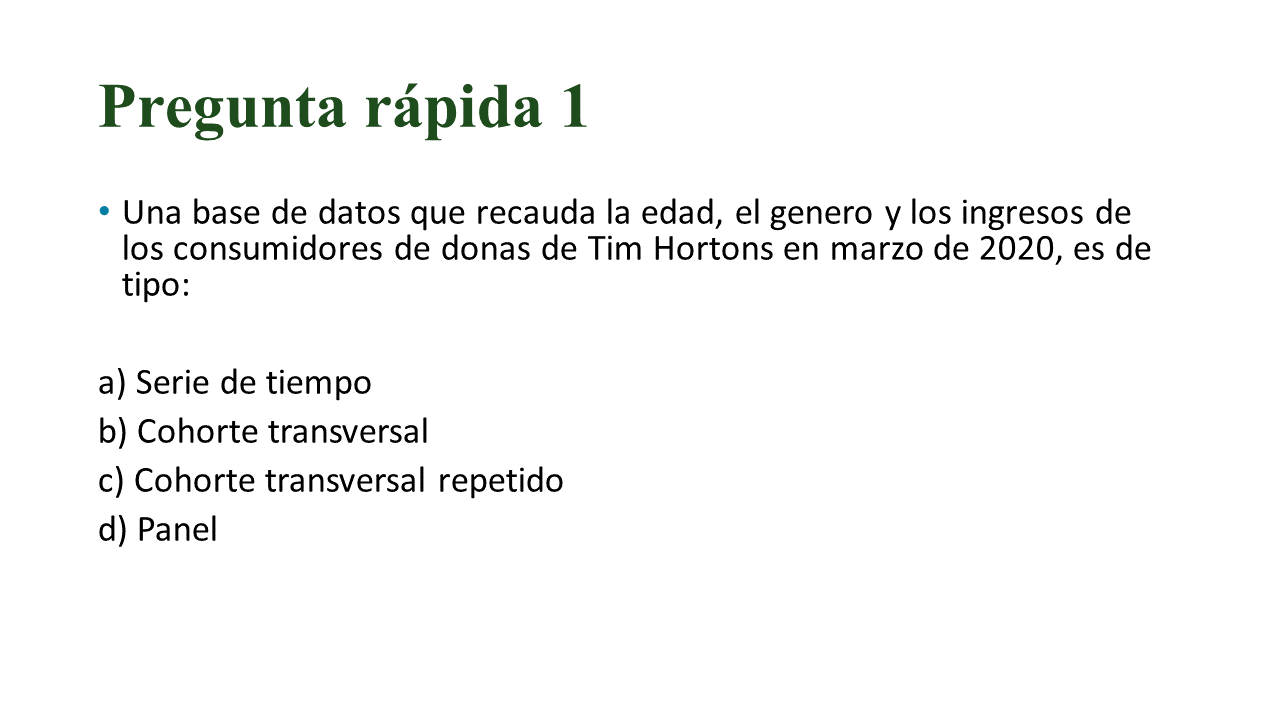 Pregunta rápida 1
• Una base de datos que recauda la edad, el genero y los ingresos de
los consumidores de donas de Tim Hortons en marzo de 2020, es de
tipo:
a) Serie de tiempo
b) Cohorte transversal
c) Cohorte transversal repetido
d) Panel